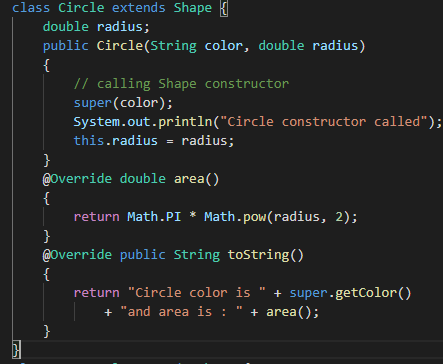 class Circle extends Shape {
    double radius;
    public Circle(String color, double radius)
    {
        // calling Shape constructor
        super(color);
        System.out.println("Circle constructor called");
        this.radius = radius;
    }
    @Override double area()
    {
        return Math.PI * Math.pow(radius, 2);
    }
    @Override public String toString()
    {
        return "Circle color is " + super.getColor()
            + "and area is : " + area();
    }
}